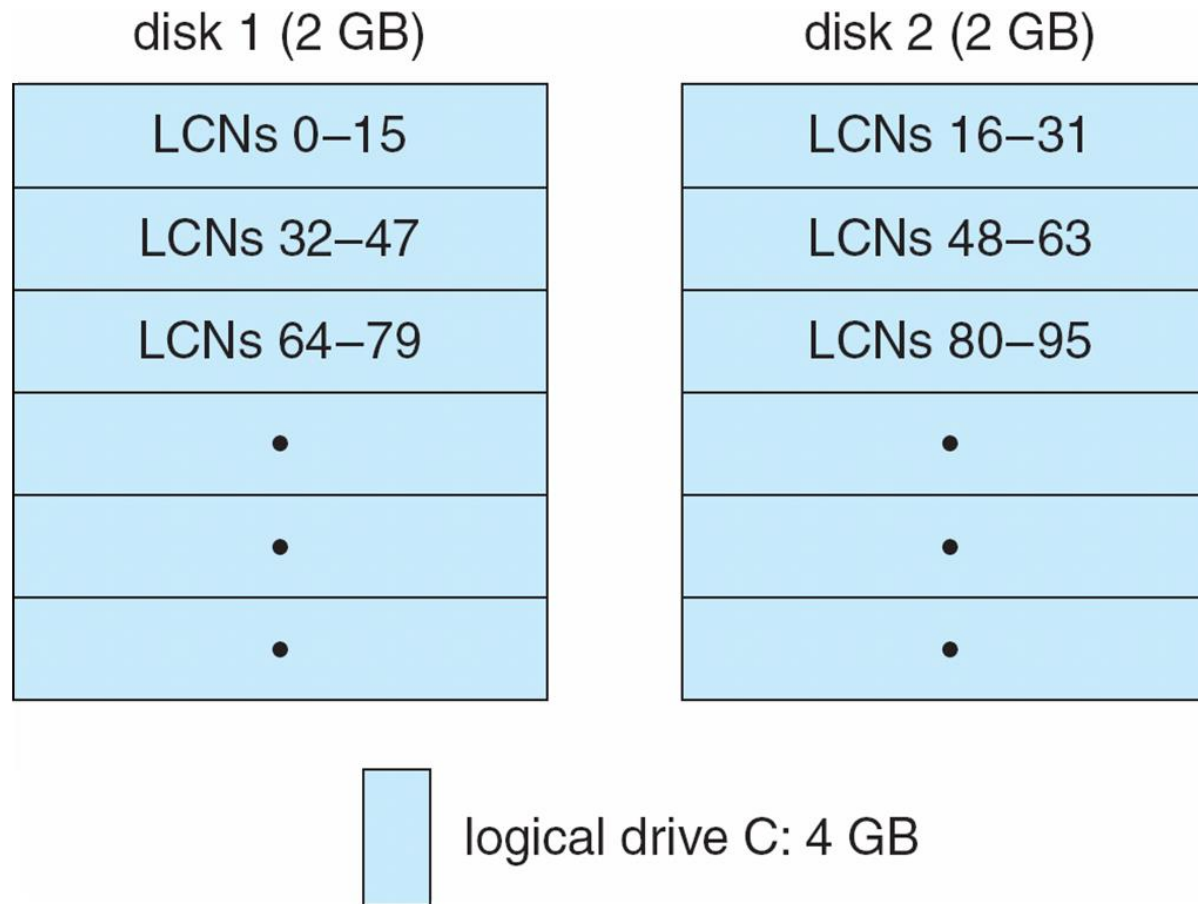 disk 1 (2 GB)
disk 2 (2 GB)
LCNs 0–15
LCNs 16–31
LCNs 32–47
LCNs 48–63
LCNs 64–79
LCNs 80–95
logical drive C: 4 GB